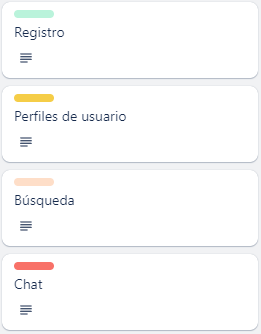 Registro
Perfiles de usuario
Búsqueda
Chat